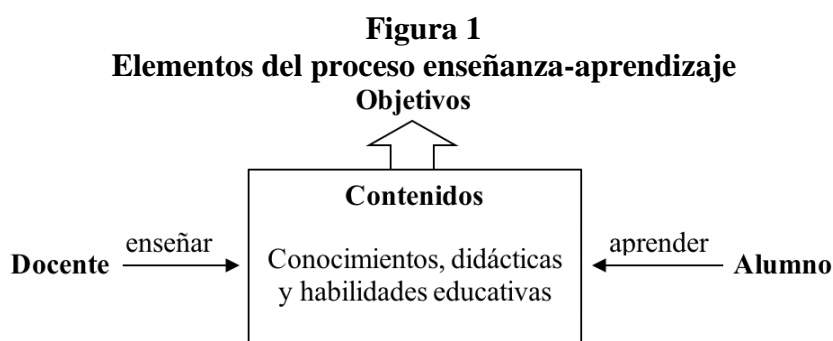 Figura 1
Elementos del proceso enseñanza-aprendizaje
Objetivos
Contenidos
Docente
enseñar
Conocimientos, didácticas
y habilidades educativas
aprender
Alumno